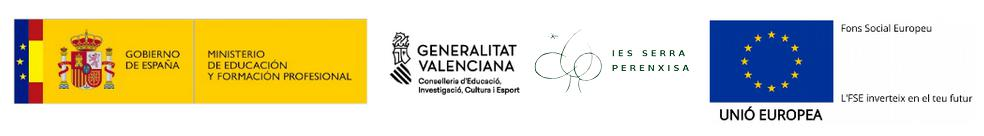 GOBIERNO
DE ESPAÑA
MINISTERIO
DE EDUCACIÓN
Y FORMACIÓN PROFESIONAL
GENERALITAT
VALENCIANA
Conselleria d'Educació,
Investigació, Cultura i Esport
IES SERRA
PERENXISA
UNIÓ EUROPEA
Fons Social Europeu
L'FSE inverteix en el teu futur